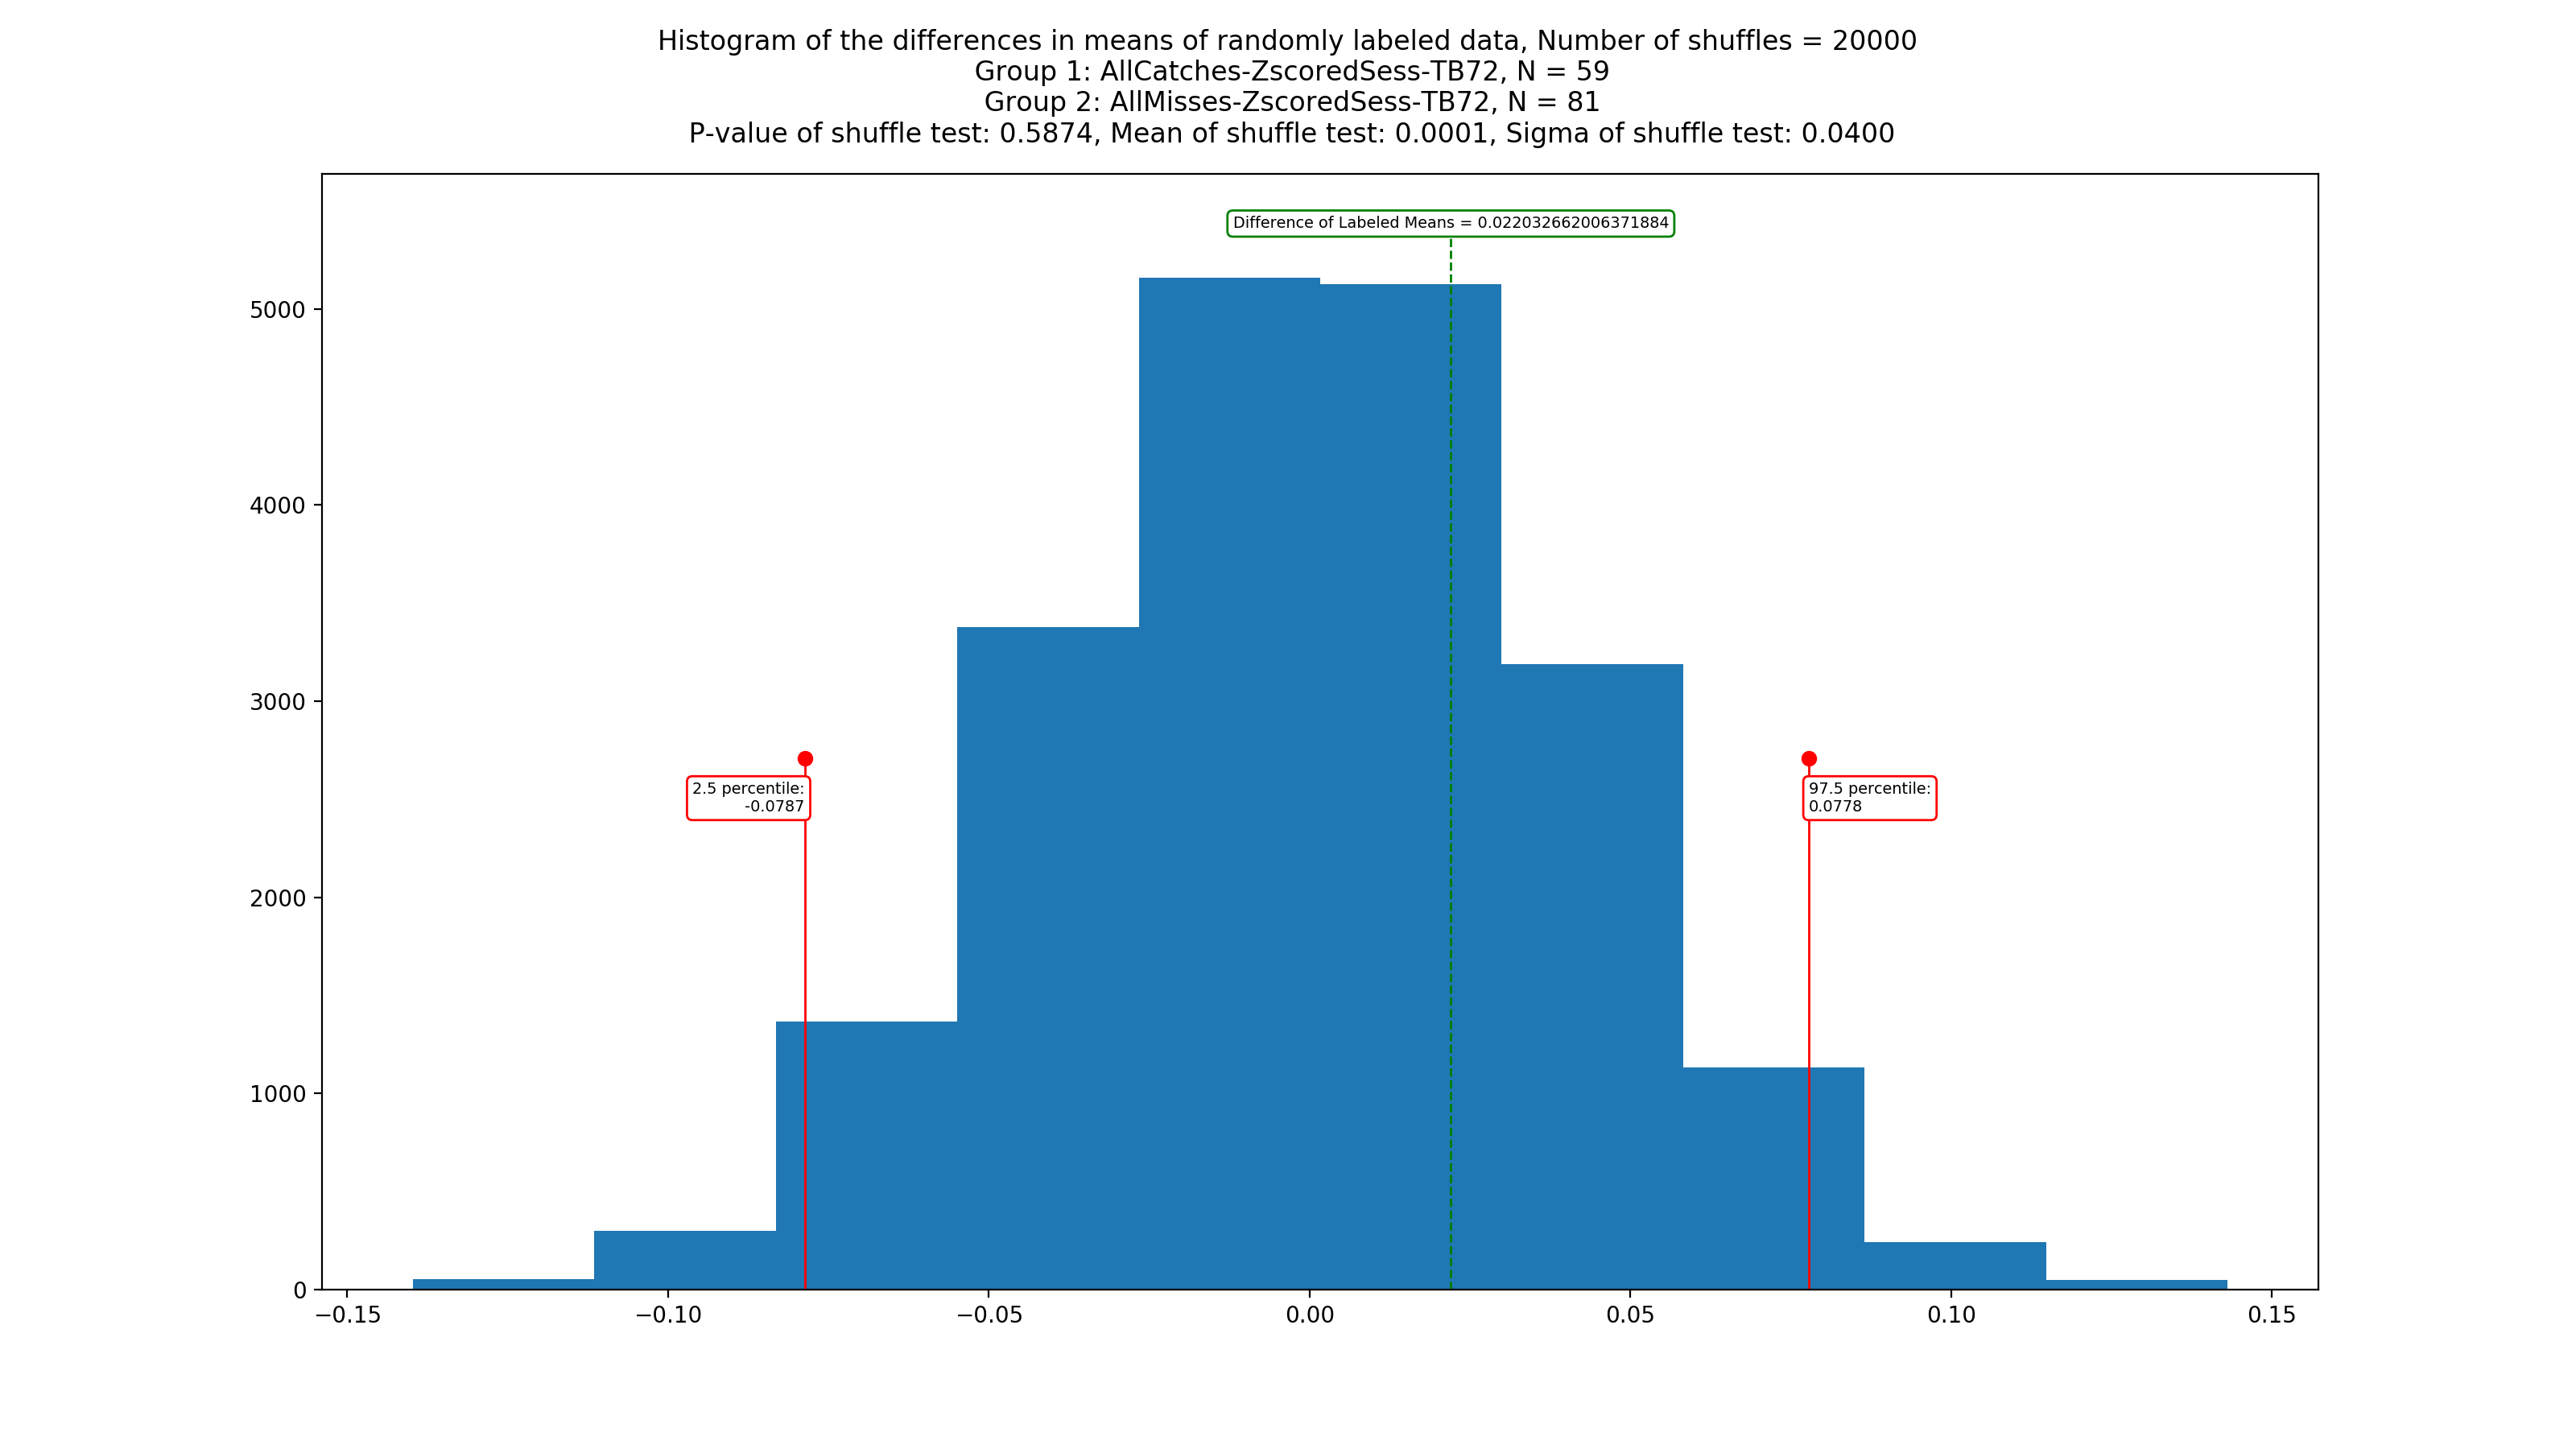 Histogram of the differences in means of randomly labeled data, Number of shuffles = 20000
Group 1: AllCatches-ZscoredSess-TB72, N = 59
Group 2: AllMisses-ZscoredSess-TB72, N = 81
P-value of shuffle test: 0.5874, Mean of shuffle test: 0.0001, Sigma of shuffle test: 0.0400
Difference of Labeled Means = 0.022032662006371884
5000
4000
3000
2.5 percentile:
-0.0787
97.5 percentile:
0.0778
2000
1000
0
−0.15
−0.10
−0.05
0.00
0.05
0.10
0.15